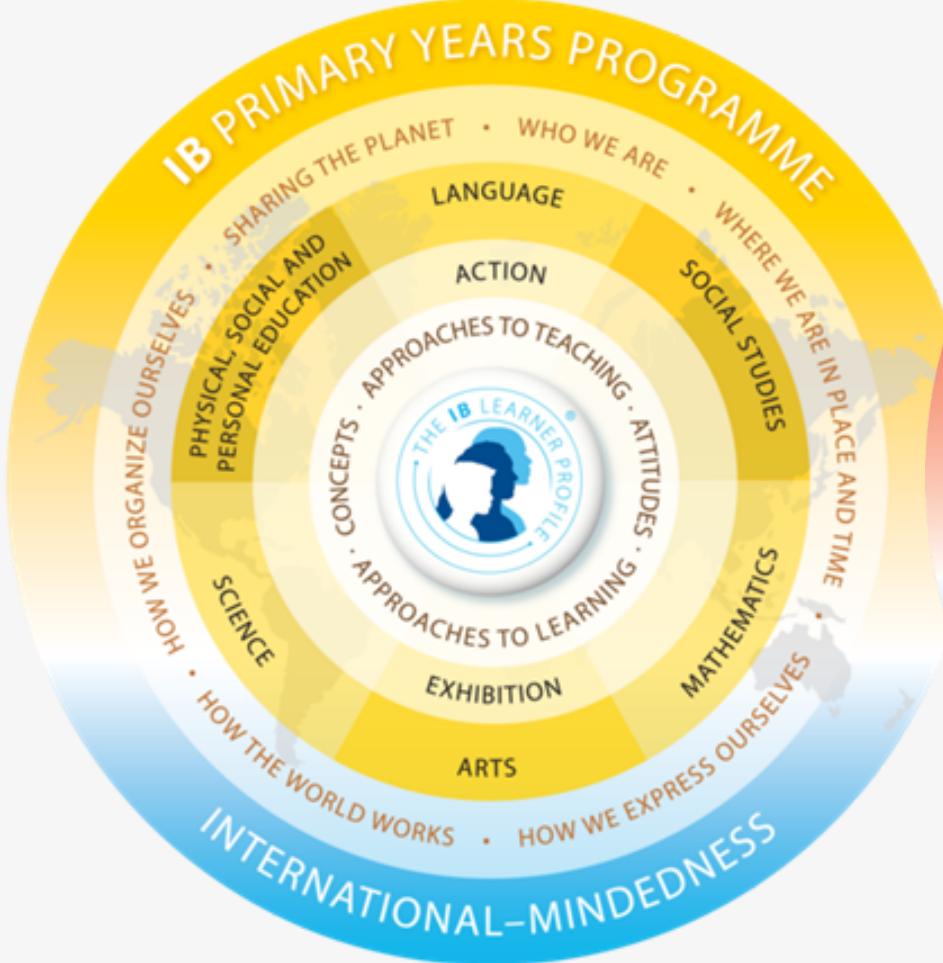 IB PRIMARY YEARS PROGRAMME
SHARING THE PLANET • WHO WE ARE • WHERE WE ARE IN PLACE AND TIME • HOW WE EXPRESS OURSELVES • HOW THE WORLD WORKS • HOW WE ORGANIZE OURSELVES •
LANGUAGE
SOCIAL STUDIES
MATHEMATICS
ARTS
SCIENCE
PHYSICAL, SOCIAL AND
PERSONAL EDUCATION
ACTION
EXHIBITION
APPROACHES TO TEACHING · ATTITUDES · APPROACHES TO LEARNING · CONCEPTS ·
THE IB LEARNER PROFILE ®
INTERNATIONAL–MINDEDNESS